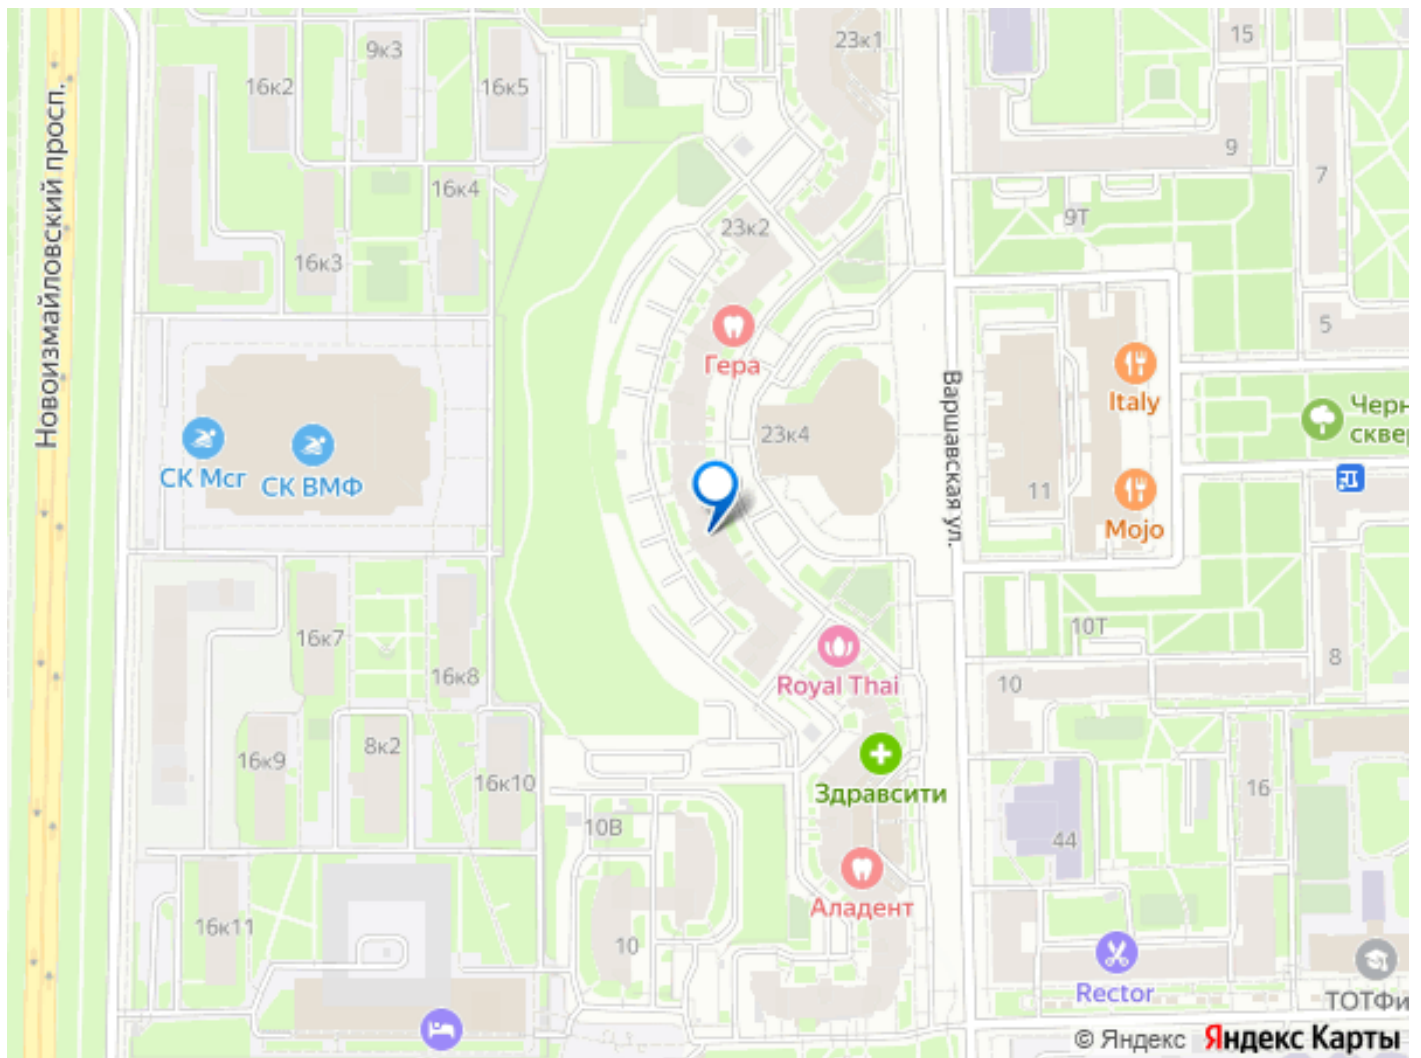 23к1
15
9к3
16к2
16к5
Новоизмайловский просп.
9
7
16к4
9Т
23к2
16к3
5
Гера
Варшавская ул.
Italy
Черн
сквер
23к4
СК Мсг
СК ВМФ
11
Mojo
16к7
10Т
8
16к8
Royal Thai
10
8к2
16к9
16к10
Здравсити
16
10В
44
Аладент
16к11
10
Rector
ТОТФи
© Яндекс Яндекс Карты